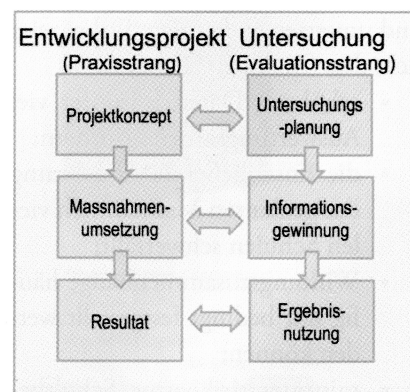 Entwicklungsprojekt Untersuchung
(Praxisstrang) (Evaluationsstrang)
Projektkonzept
Untersuchungs
-planung
Massnahmen-
umsetzung
Informations-
gewinnung
Resultat
Ergebnis-
nutzung